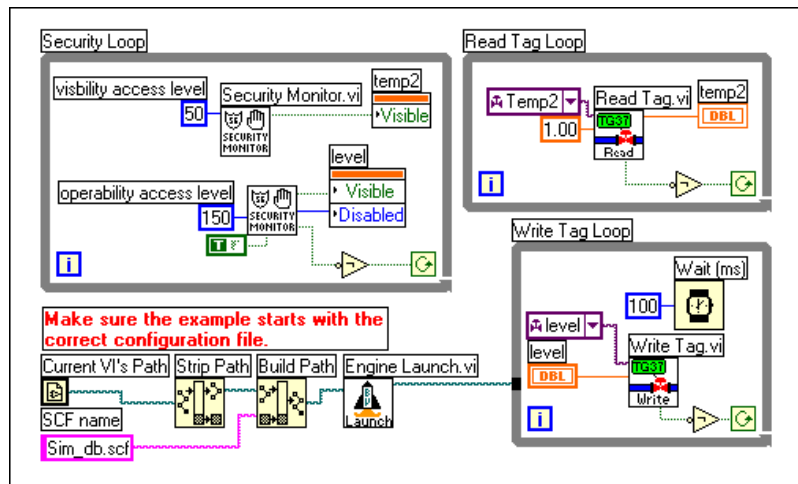 Security Loop
visbility access level
50
Security Monitor.vi
SECURITY
MONITOR
temp2
Visible
operability access level
150
SECURITY
MONITOR
T F
level
Visible
Disabled
i
Read Tag Loop
Temp2
1.00
Read Tag.vi
TG37
Read
temp2
DBL
i
Write Tag Loop
Wait (ms)
100
level
level
DBL
Write Tag.vi
TG37
Write
i
Make sure the example starts with the
correct configuration file.
Current VI's Path
Strip Path
Build Path
Engine Launch.vi
Launch
SCF name
Sim_db.scf